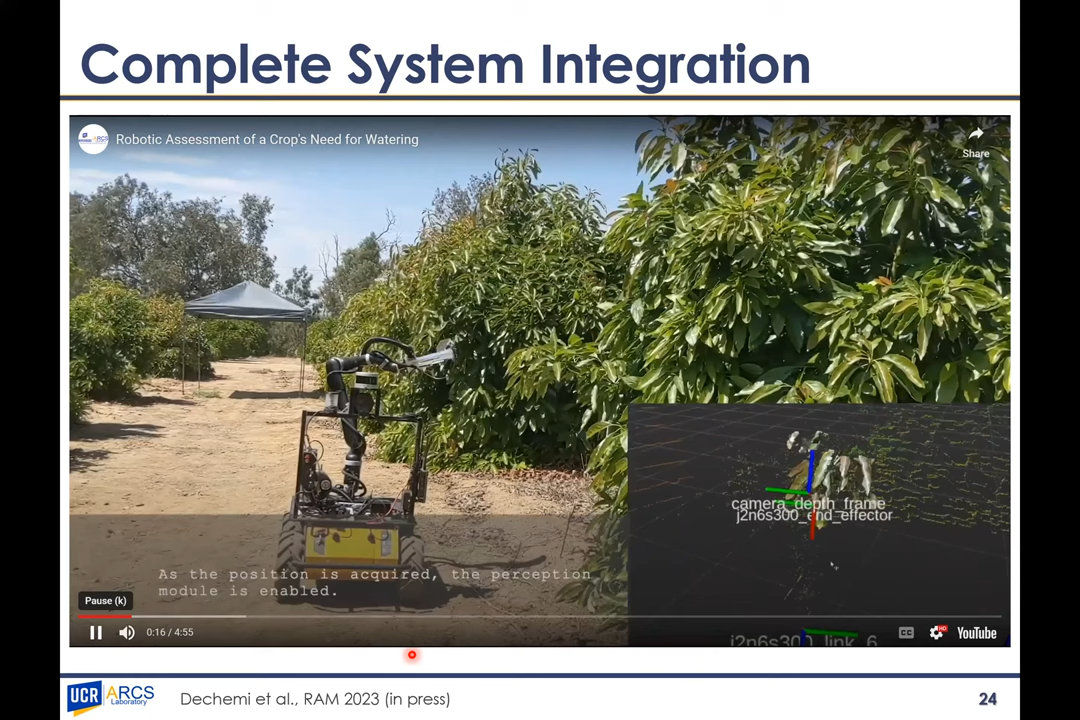 Complete System Integration
Robotic Assessment of a Crop's Need for Watering
Share
camera_depth_frame
j2n6s300_end_effector
As the position is acquired, the perception
module is enabled.
Pause (k)
j2n6s300_link_6
0:16 / 4:55
CC
HD
YouTube
UCR ARCS
Laboratory
Dechemi et al., RAM 2023 (in press)
24